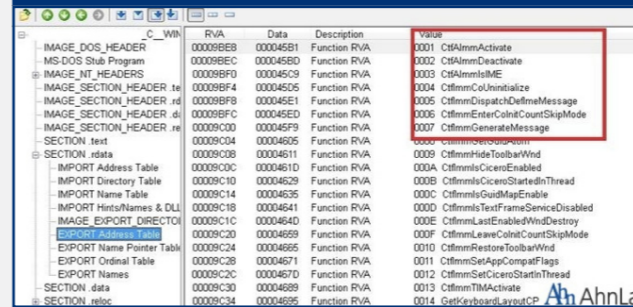 _C__WIN RVA Data Description Value
IMAGE_DOS_HEADER 00009BE8 000045B1 Function RVA 0001 CtfAImmActivate
MS-DOS Stub Program 00009BEC 000045BD Function RVA 0002 CtfAImmDeactivate
IMAGE_NT_HEADERS 00009BF0 000045C9 Function RVA 0003 CtfAImmIsIME
IMAGE_SECTION_HEADER .te 00009BF4 000045D5 Function RVA 0004 CtfImmCoUninitialize
IMAGE_SECTION_HEADER .rd 00009BF8 000045E1 Function RVA 0005 CtfImmDispatchDefImeMessage
IMAGE_SECTION_HEADER .da 00009BFC 000045ED Function RVA 0006 CtfImmEnterCoInitCountSkipMode
IMAGE_SECTION_HEADER .re 00009C00 000045F9 Function RVA 0007 CtfImmGenerateMessage
SECTION .text 00009C04 00004605 Function RVA 0008 CtfImmGetGuidAtom
SECTION .rdata 00009C08 00004611 Function RVA 0009 CtfImmHideToolbarWnd
IMPORT Address Table 00009C0C 0000461D Function RVA 000A CtfImmIsCiceroEnabled
IMPORT Directory Table 00009C10 00004629 Function RVA 000B CtfImmIsCiceroStartedInThread
IMPORT Name Table 00009C14 00004635 Function RVA 000C CtfImmIsGuidMapEnable
IMPORT Hints/Names & DLL 00009C18 00004641 Function RVA 000D CtfImmIsTextFrameServiceDisabled
IMAGE_EXPORT_DIRECTO 00009C1C 0000464D Function RVA 000E CtfImmLastEnabledWndDestroy
EXPORT Address Table 00009C20 00004659 Function RVA 000F CtfImmLeaveCoInitCountSkipMode
EXPORT Name Pointer Table 00009C24 00004665 Function RVA 0010 CtfImmRestoreToolbarWnd
EXPORT Ordinal Table 00009C28 00004671 Function RVA 0011 CtfImmSetAppCompatFlags
EXPORT Names 00009C2C 0000467D Function RVA 0012 CtfImmSetCiceroStartInThread
SECTION .data 00009C30 00004689 Function RVA 0013 CtfImmTIMActivate
SECTION .reloc 00009C34 00004695 Function RVA 0014 GetKeyboardLayoutCP
AhnLa